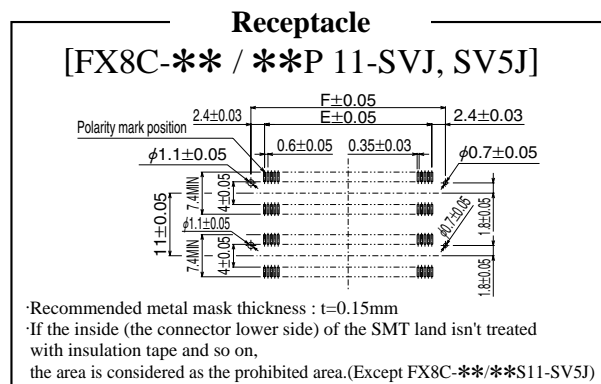 Receptacle
[FX8C-** / **P 11-SVJ, SV5J]
F±0.05
2.4±0.03
E±0.05
2.4±0.03
Polarity mark position
0.6±0.05
0.35±0.03
φ1.1±0.05
φ0.7±0.05
7.4MIN
4±0.05
11±0.05
1.8±0.05
φ1.1±0.05
φ0.7±0.05
7.4MIN
4±0.05
1.8±0.05
·Recommended metal mask thickness : t=0.15mm
·If the inside (the connector lower side) of the SMT land isn't treated
with insulation tape and so on,
the area is considered as the prohibited area.(Except FX8C-**/**S11-SV5J)